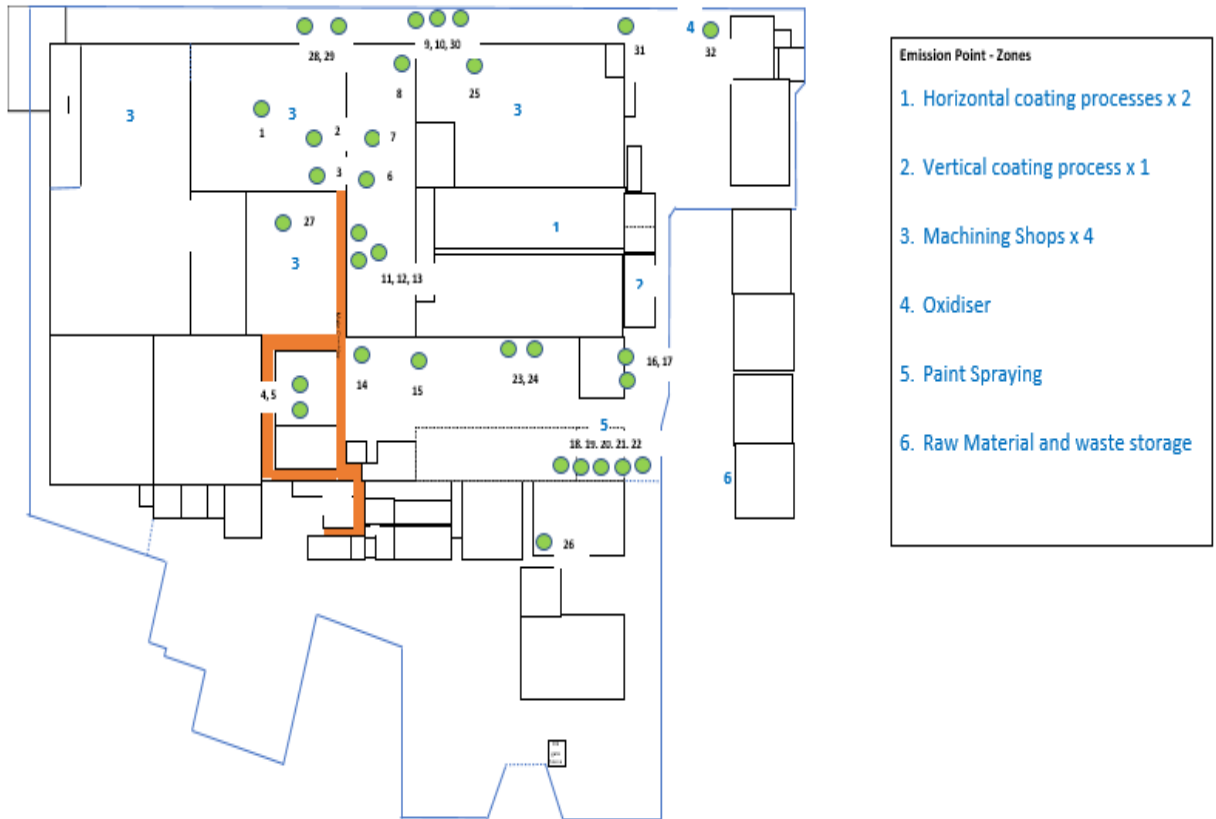 4
28, 29
9, 10, 30
31
32
8
25
3
3
3
1
2
7
3
6
27
3
1
11, 12, 13
2
14
15
23, 24
16, 17
4, 5
5
18. 19. 20. 21. 22
6
26
Emission Point - Zones
1. Horizontal coating processes x 2
2. Vertical coating process x 1
3. Machining Shops x 4
4. Oxidiser
5. Paint Spraying
6. Raw Material and waste storage